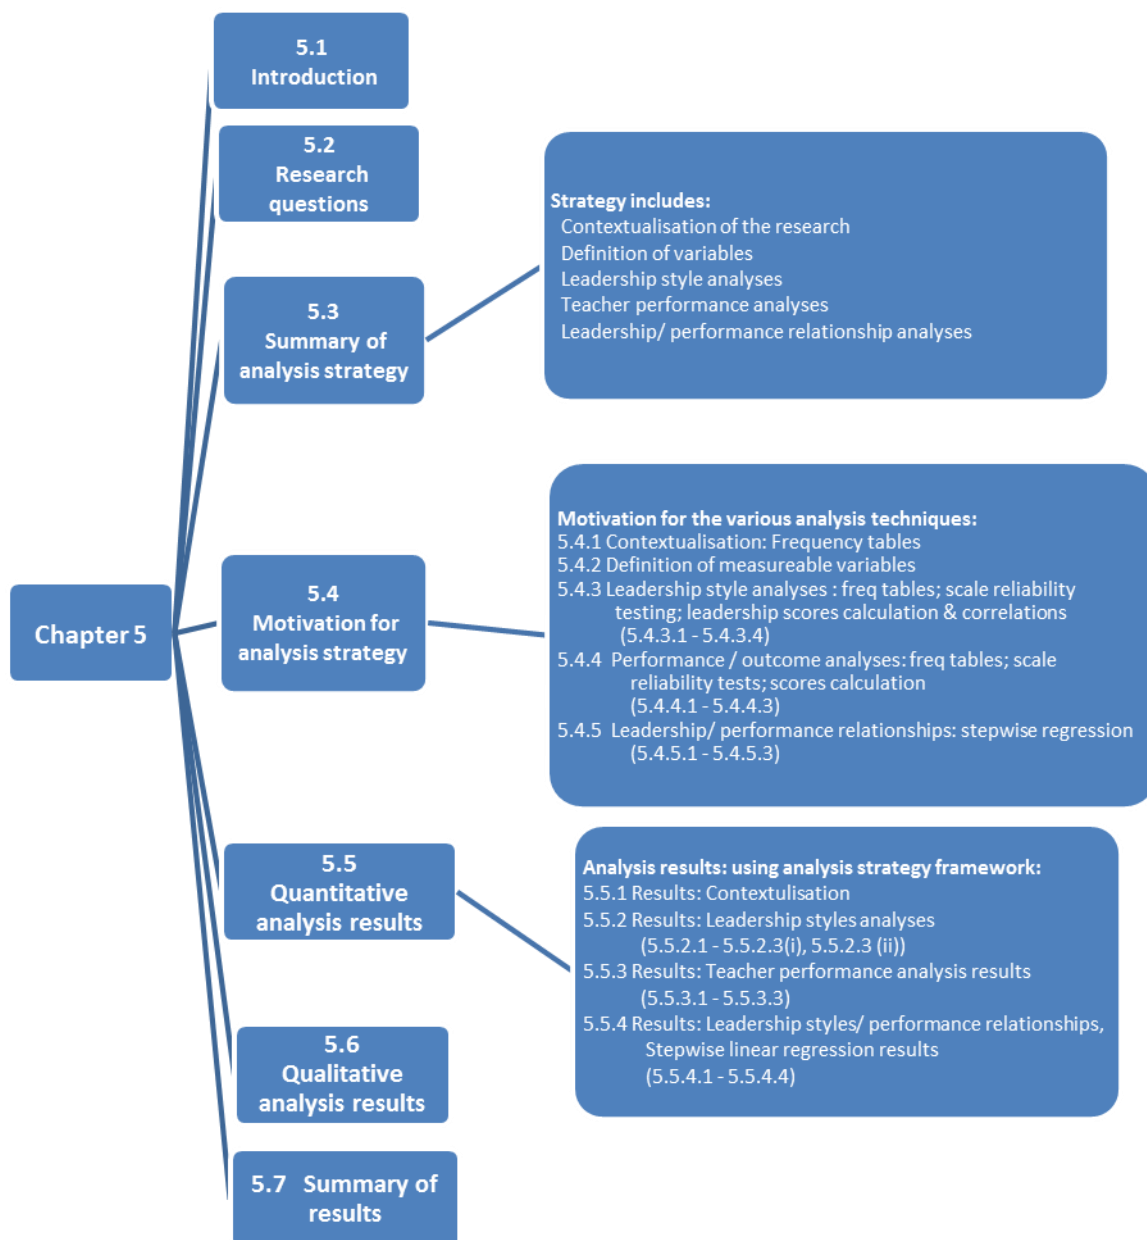 Chapter 5
5.1
Introduction
5.2
Research
questions
5.3
Summary of
analysis strategy
Strategy includes:
Contextualisation of the research
Definition of variables
Leadership style analyses
Teacher performance analyses
Leadership/ performance relationship analyses
5.4
Motivation for
analysis strategy
Motivation for the various analysis techniques:
5.4.1 Contextualisation: Frequency tables
5.4.2 Definition of measureable variables
5.4.3 Leadership style analyses : freq tables; scale reliability
testing; leadership scores calculation & correlations
(5.4.3.1 - 5.4.3.4)
5.4.4 Performance / outcome analyses: freq tables; scale
reliability tests; scores calculation
(5.4.4.1 - 5.4.4.3)
5.4.5 Leadership/ performance relationships: stepwise regression
(5.4.5.1 - 5.4.5.3)
5.5
Quantitative
analysis results
Analysis results: using analysis strategy framework:
5.5.1 Results: Contextulisation
5.5.2 Results: Leadership styles analyses
(5.5.2.1 - 5.5.2.3(i), 5.5.2.3 (ii))
5.5.3 Results: Teacher performance analysis results
(5.5.3.1 - 5.5.3.3)
5.5.4 Results: Leadership styles/ performance relationships,
Stepwise linear regression results
(5.5.4.1 - 5.5.4.4)
5.6
Qualitative
analysis results
5.7 Summary of
results